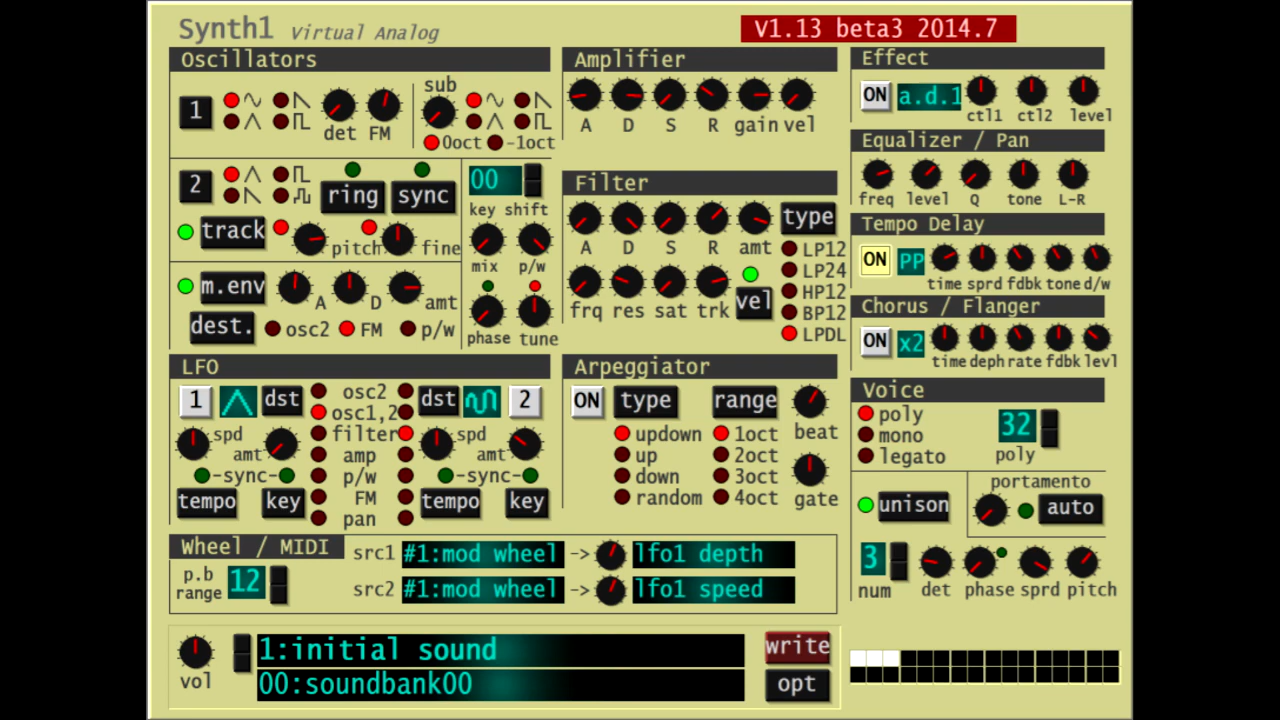 Synth1 Virtual Analog
V1.13 beta3 2014.7
Oscillators
1
det FM
sub
0oct -1oct
2
ring sync
track
pitch fine
m.env
A D amt
dest. osc2 FM p/w
00
key shift
mix p/w
phase tune
Amplifier
A D S R gain vel
Filter
A D S R amt
type
LP12
LP24
HP12
BP12
LPDL
frq res sat trk
vel
Effect
ON a.d.1
ctl1 ctl2 level
Equalizer / Pan
freq level Q tone L-R
Tempo Delay
ON PP
time sprd fdbk tone d/w
Chorus / Flanger
ON x2
time deph rate fdbk levl
LFO
1 dst
spd
amt
-sync-
tempo key
osc2
osc1,2
filter
amp
p/w
FM
pan
dst 2
spd
amt
-sync-
tempo key
Arpeggiator
ON type range
beat
updown 1oct
up 2oct
down 3oct
random 4oct
gate
Voice
poly
mono
legato
32
poly
unison
portamento
auto
3
num det phase sprd pitch
Wheel / MIDI
p.b
range
12
src1 #1:mod wheel -> lfo1 depth
src2 #1:mod wheel -> lfo1 speed
vol
1:initial sound
00:soundbank00
write
opt